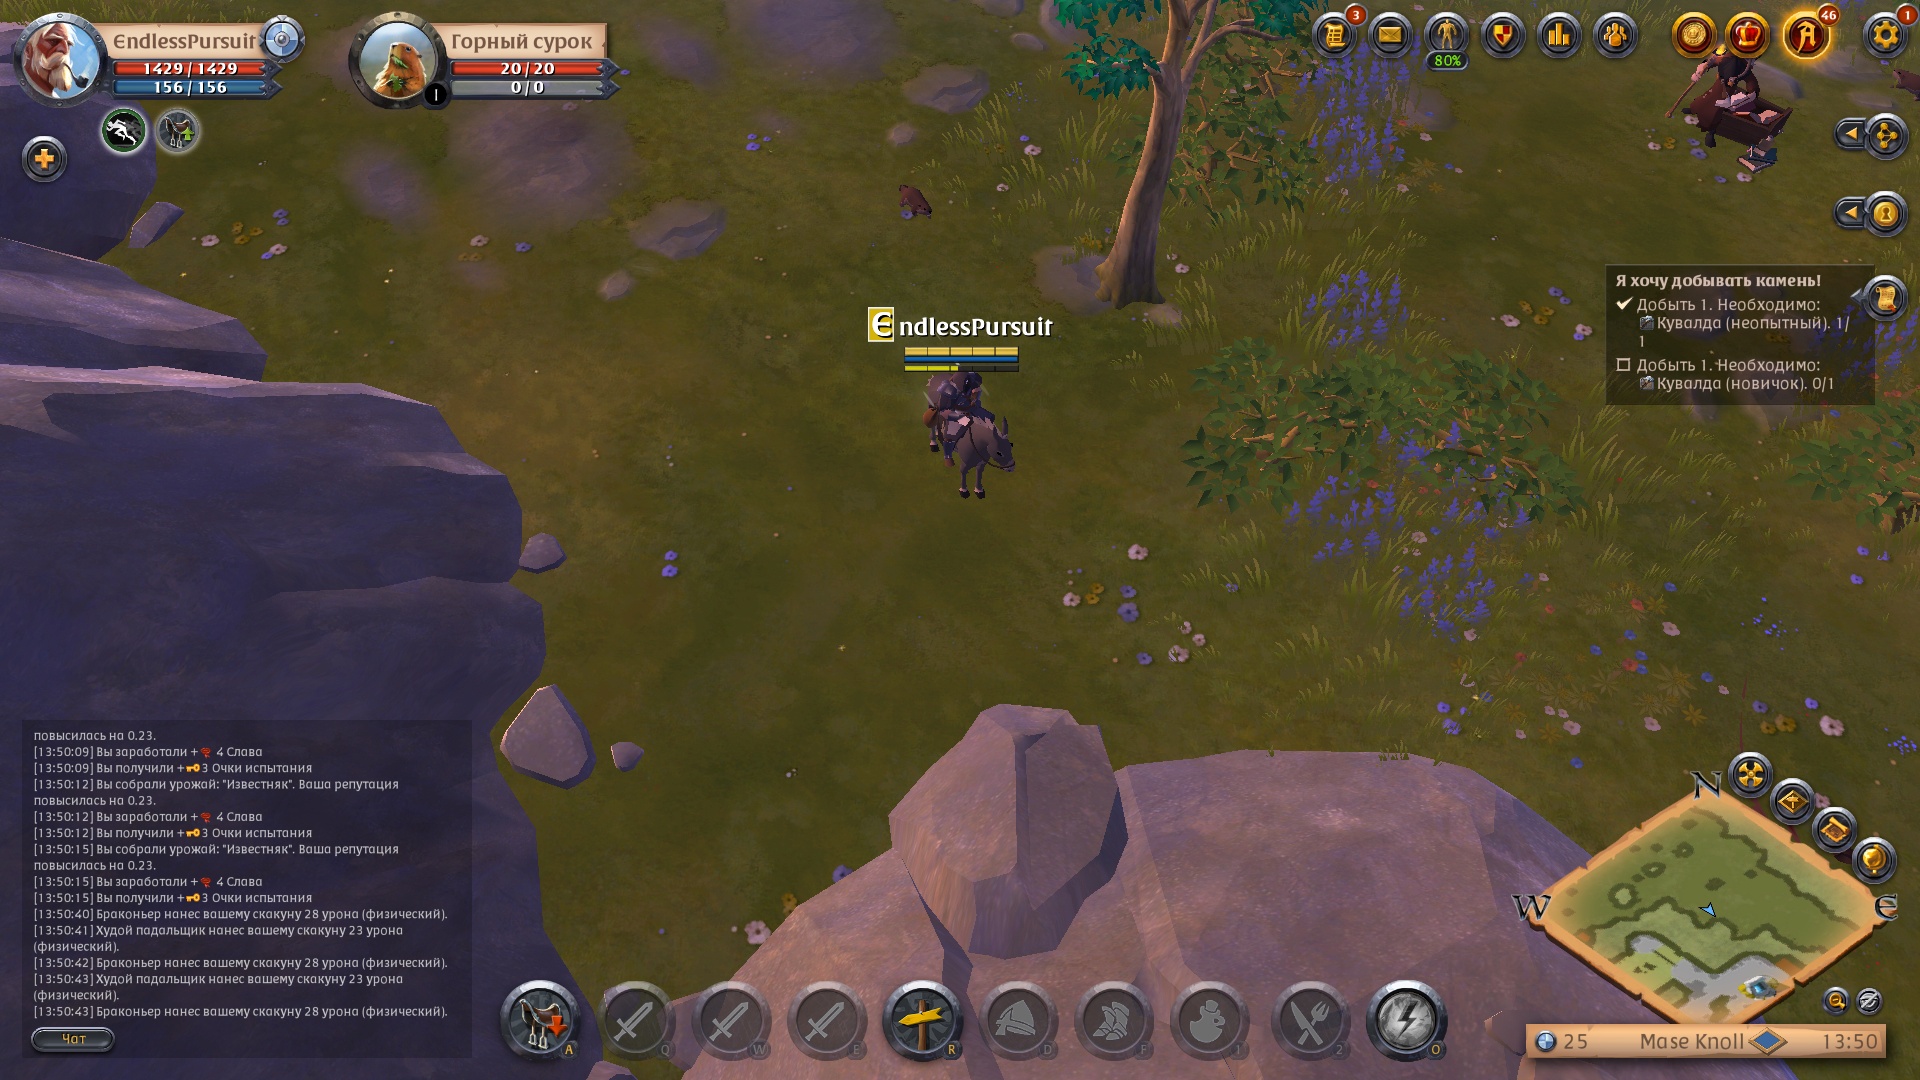 ЄndlessPursuit
1429 / 1429
156 / 156
Горный сурок
20 / 20
0 / 0
I
3
80%
46
1
Я хочу добывать камень!
Добыть 1. Необходимо:
Кувалда (неопытный). 1/
1
Добыть 1. Необходимо:
Кувалда (новичок). 0/1
ЄndlessPursuit
повысилась на 0.23.
[13:50:09] Вы заработали + 4 Слава
[13:50:09] Вы получили + 3 Очки испытания
[13:50:12] Вы собрали урожай: "Известняк". Ваша репутация
повысилась на 0.23.
[13:50:12] Вы заработали + 4 Слава
[13:50:12] Вы получили + 3 Очки испытания
[13:50:15] Вы собрали урожай: "Известняк". Ваша репутация
повысилась на 0.23.
[13:50:15] Вы заработали + 4 Слава
[13:50:15] Вы получили + 3 Очки испытания
[13:50:40] Браконьер нанес вашему скакуну 28 урона (физический).
[13:50:41] Худой падальщик нанес вашему скакуну 23 урона
(физический).
[13:50:42] Браконьер нанес вашему скакуну 28 урона (физический).
[13:50:43] Худой падальщик нанес вашему скакуну 23 урона
(физический).
[13:50:43] Браконьер нанес вашему скакуну 28 урона (физический).
Чат
A Q W E R D F 1 2 O
N
W Є
25 Mase Knoll 13:50